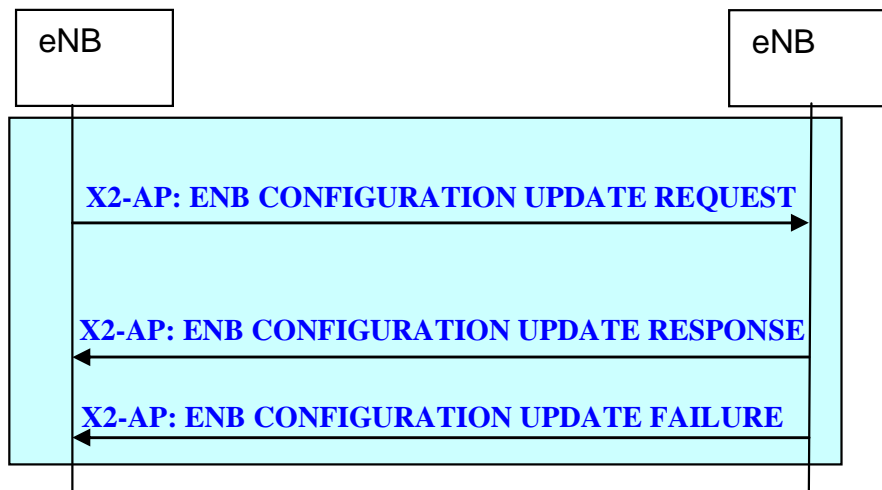 eNB
eNB
X2-AP: ENB CONFIGURATION UPDATE REQUEST
X2-AP: ENB CONFIGURATION UPDATE RESPONSE
X2-AP: ENB CONFIGURATION UPDATE FAILURE